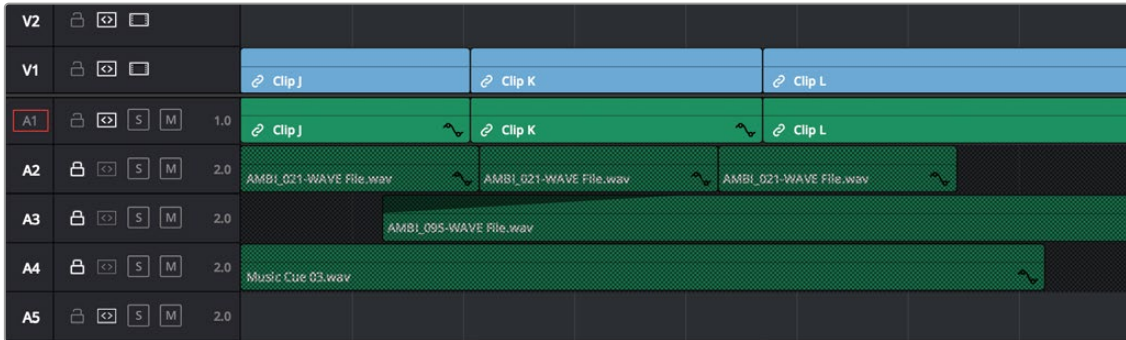 V2
V1 Clip J Clip K Clip L
A1 S M 1.0 Clip J Clip K Clip L
A2 S M 2.0 AMBI_021-WAVE File.wav AMBI_021-WAVE File.wav AMBI_021-WAVE File.wav
A3 S M 2.0 AMBI_095-WAVE File.wav
A4 S M 2.0 Music Cue 03.wav
A5 S M 2.0